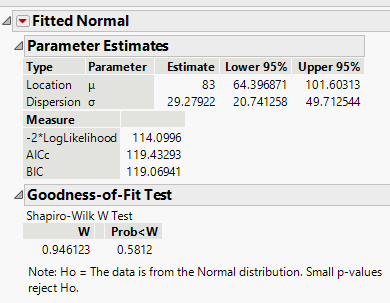 Fitted Normal
Parameter Estimates
Type Parameter Estimate Lower 95% Upper 95%
Location μ 83 64.396871 101.60313
Dispersion σ 29.27922 20.741258 49.712544
Measure
-2*LogLikelihood 114.0996
AICc 119.43293
BIC 119.06941
Goodness-of-Fit Test
Shapiro-Wilk W Test
W Prob<W
0.946123 0.5812
Note: Ho = The data is from the Normal distribution. Small p-values
reject Ho.